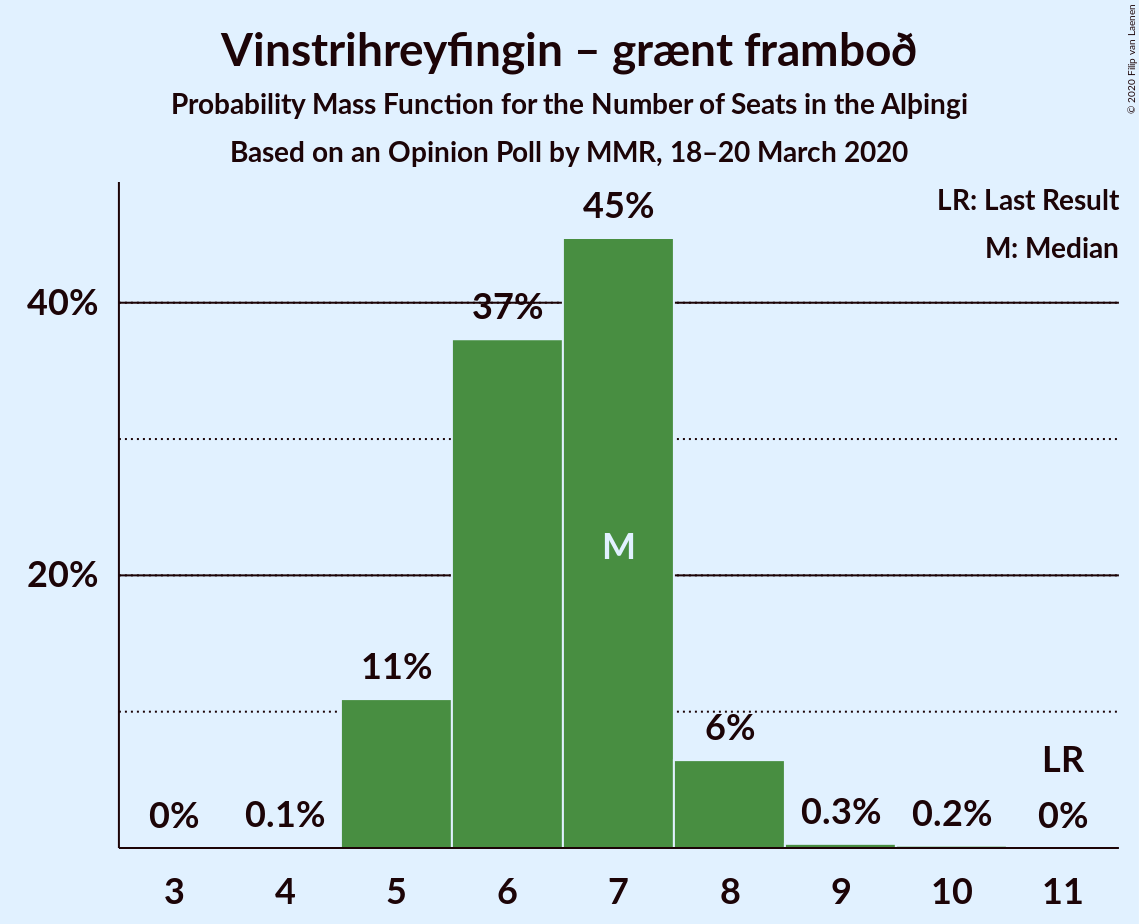 Vinstrihreyfingin – grænt framboð
Probability Mass Function for the Number of Seats in the Alþingi
Based on an Opinion Poll by MMR, 18–20 March 2020
© 2020 Filip van Laenen
LR: Last Result
M: Median
45%
40%
37%
M
20%
11%
6%
LR
0%
0.1%
0.3%
0.2%
0%
3
4
5
6
7
8
9
10
11